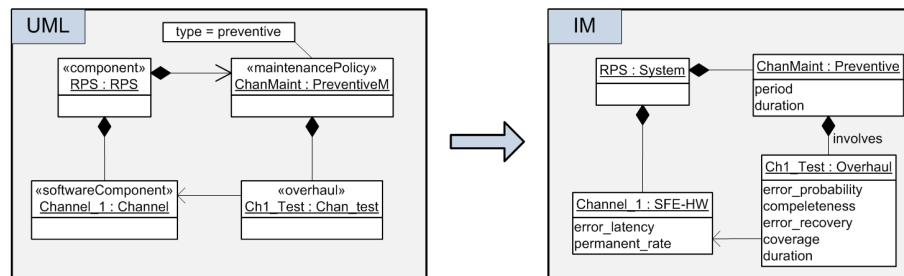 UML
type = preventive
«component»
RPS : RPS
«maintenancePolicy»
ChanMaint : PreventiveM
«softwareComponent»
Channel_1 : Channel
«overhaul»
Ch1_Test : Chan_test
IM
RPS : System
ChanMaint : Preventive
period
duration
involves
Channel_1 : SFE-HW
error_latency
permanent_rate
Ch1_Test : Overhaul
error_probability
compeleteness
error_recovery
coverage
duration